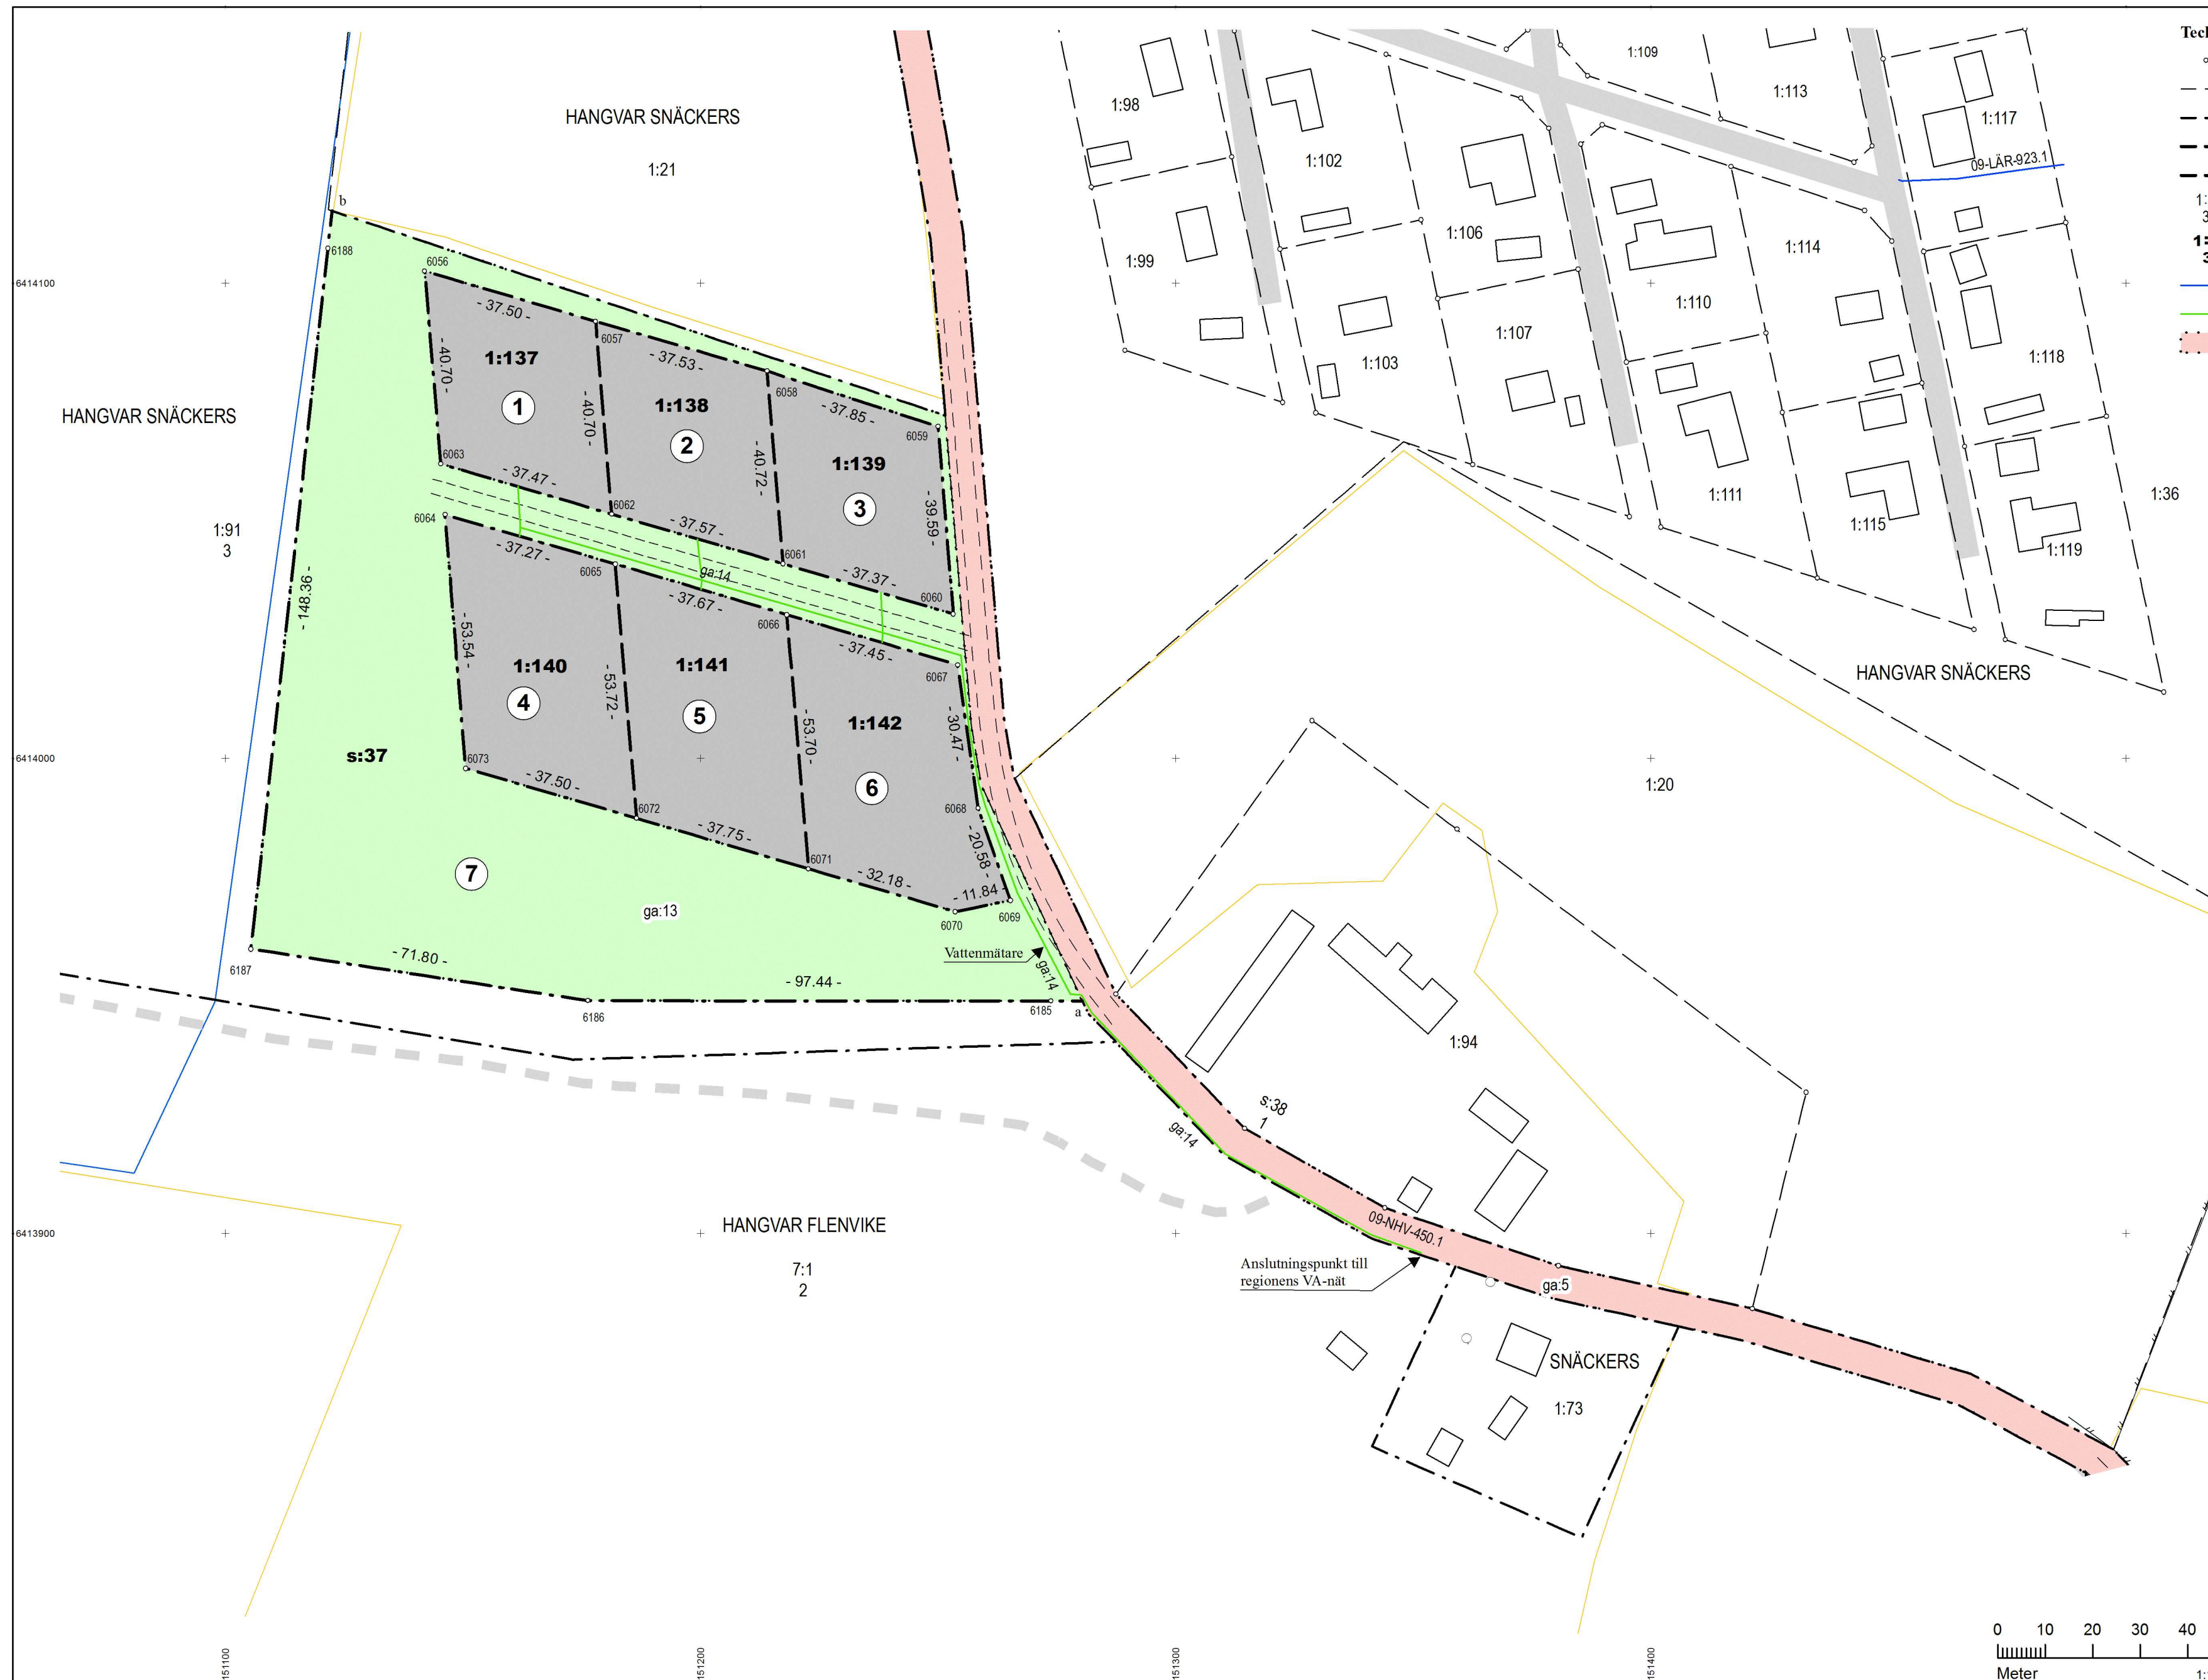 HANGVAR SNÄCKERS
1:21
b
6188
6056
6414100
- 37.50 -
6057
- 37.53 -
6058
- 37.85 -
6059
- 40.70 -
1:137
1
- 40.70 -
1:138
2
- 40.72 -
1:139
3
- 39.59 -
HANGVAR SNÄCKERS
1:91
3
6063
- 37.47 -
6062
- 37.57 -
6061
- 37.37 -
6060
6064
- 37.27 -
6065
ga:14
- 37.67 -
6066
- 37.45 -
6067
- 148.36 -
- 53.54 -
1:140
4
- 53.72 -
1:141
5
- 53.70 -
1:142
6
- 30.47 -
s:37
6414000
6073
- 37.50 -
6072
- 37.75 -
6071
- 32.18 -
6068
- 20.58 -
- 11.84 -
6069
6070
7
ga:13
Vattenmätare
ga:14
6187
- 71.80 -
6186
- 97.44 -
6185
a
1:98
1:99
1:102
1:103
1:106
1:107
1:109
1:110
1:111
1:113
1:114
1:115
1:117
09-LÄR-923.1
1:118
1:119
1:36
HANGVAR SNÄCKERS
1:20
1:94
s:38
1
ga:14
09-NHV-450.1
ga:5
Anslutningspunkt till
regionens VA-nät
SNÄCKERS
1:73
HANGVAR FLENVIKE
7:1
2
6413900
151100
151200
151300
151400
0 10 20 30 40
Meter
1: